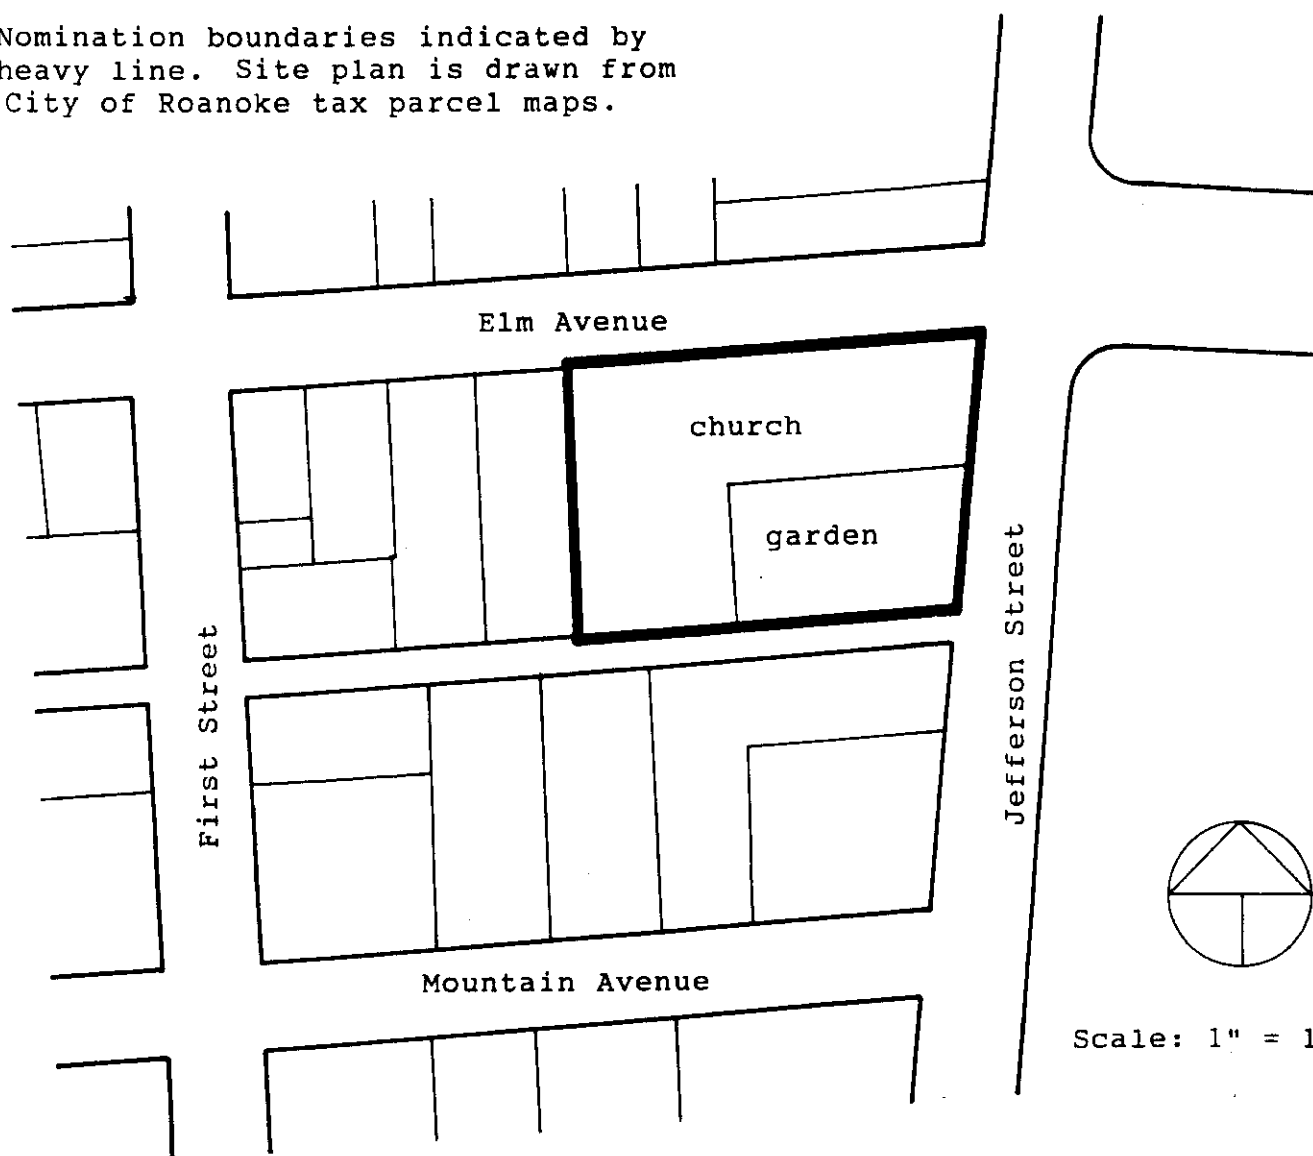 Nomination boundaries indicated by
heavy line. Site plan is drawn from
City of Roanoke tax parcel maps.
Elm Avenue
church
garden
First Street
Jefferson Street
Mountain Avenue
Scale: 1" = 1